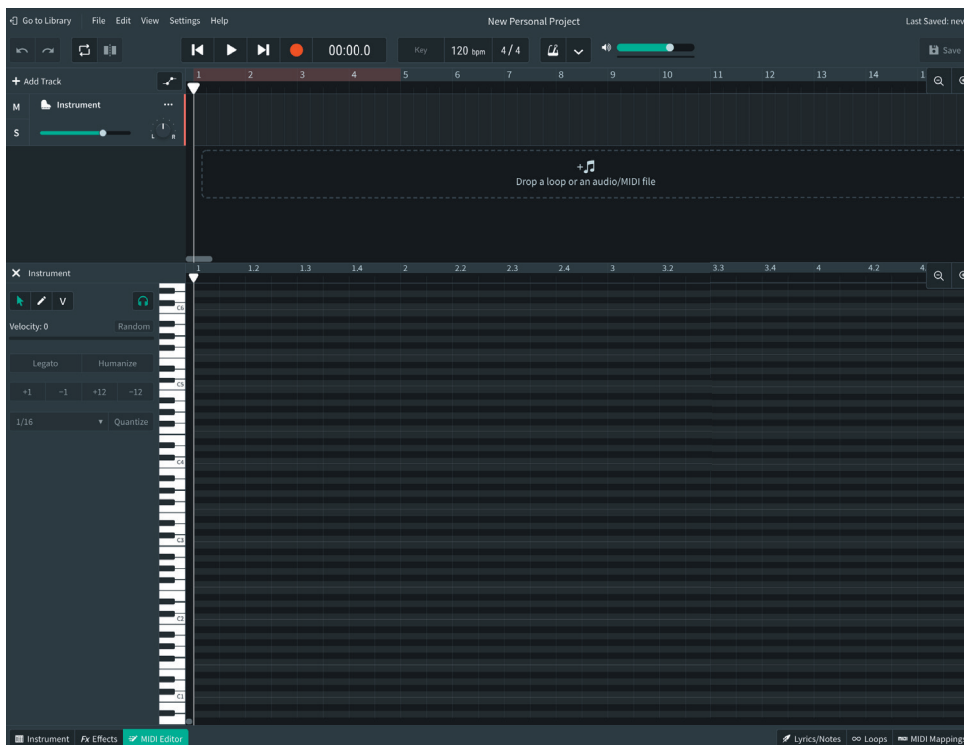 Go to Library File Edit View Settings Help New Personal Project Last Saved: nev
00:00.0 Key 120 bpm 4 / 4 Save
+ Add Track 1 2 3 4 5 6 7 8 9 10 11 12 13 14 1
M Instrument ...
S L R
Drop a loop or an audio/MIDI file
X Instrument 1 1.2 1.3 1.4 2 2.2 2.3 2.4 3 3.2 3.3 3.4 4 4.2 4.
V C6
Velocity: 0 Random
Legato Humanize
C5
+1 -1 +12 -12
1/16 Quantize
C4
C3
C2
C1
Instrument Fx Effects MIDI Editor Lyrics/Notes Loops MIDI Mappings